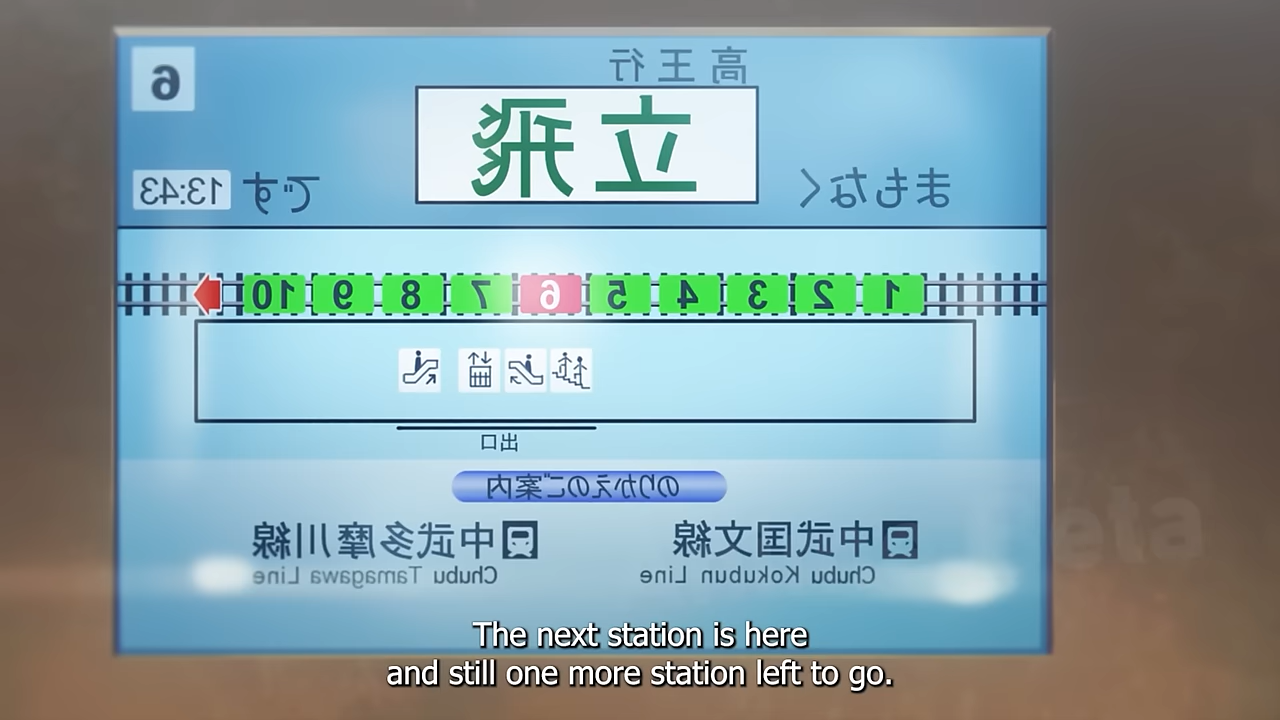 高王行
6
まもなく 立飛 です 13:43
1 2 3 4 5 6 7 8 9 10
出口
のりかえのご案内
中武国文線 中武多摩川線
Chubu Kokubun Line Chubu Tamagawa Line
The next station is here
and still one more station left to go.